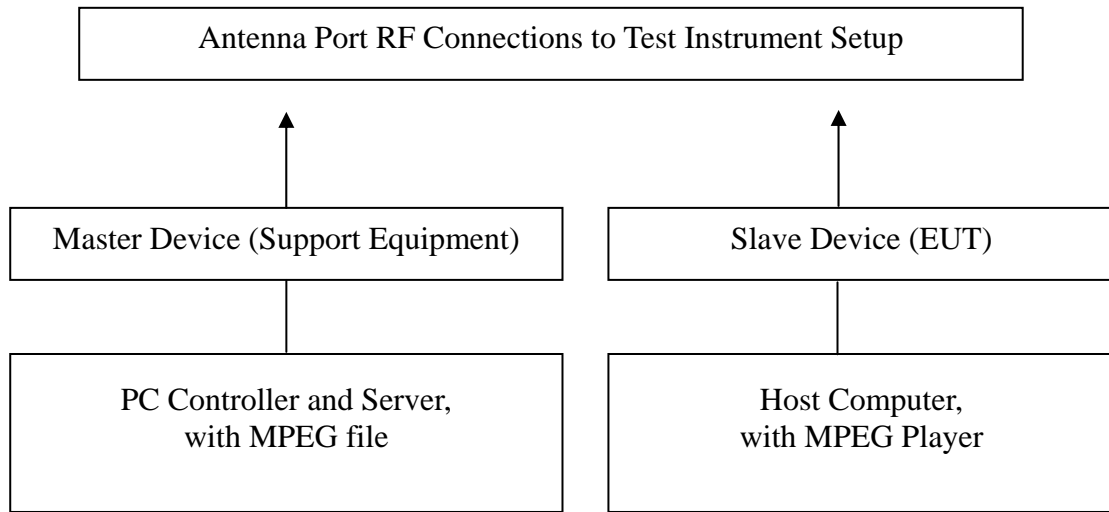 Antenna Port RF Connections to Test Instrument Setup
Master Device (Support Equipment)
Slave Device (EUT)
PC Controller and Server,
with MPEG file
Host Computer,
with MPEG Player